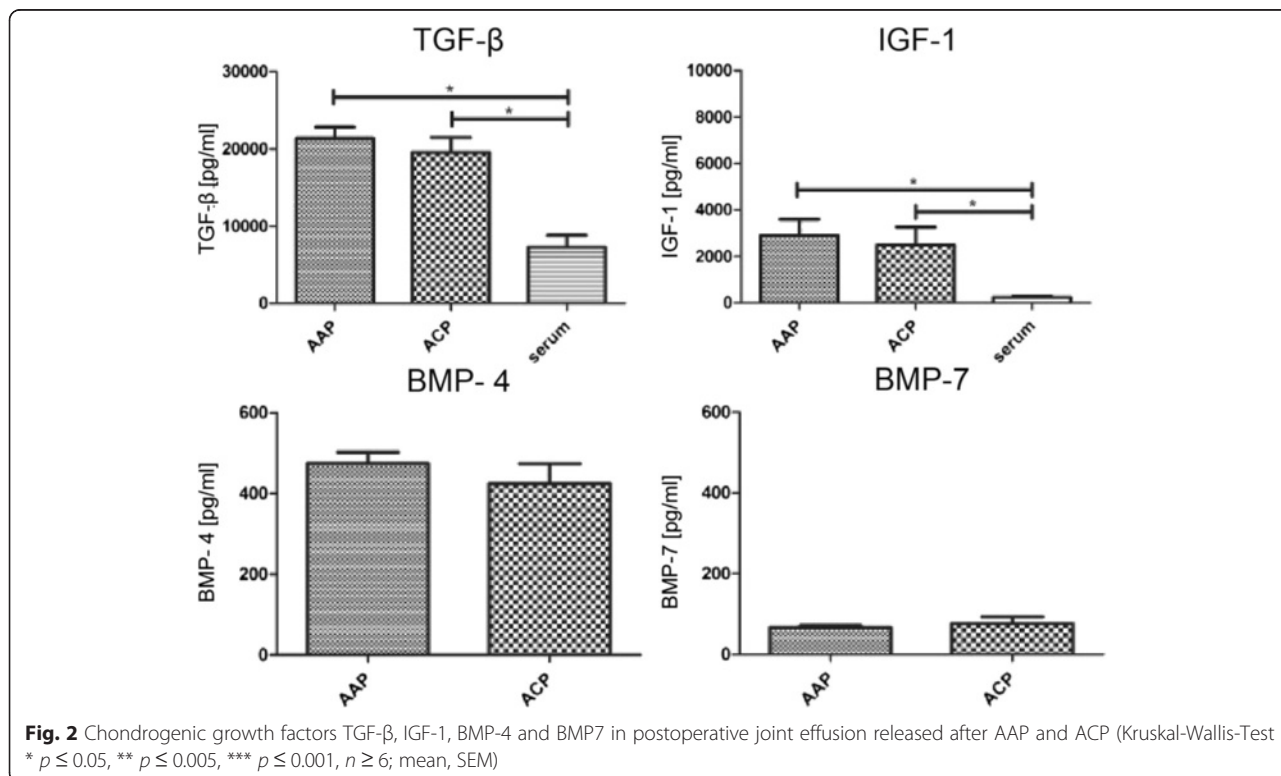 TGF-β
30000
20000
10000
0
TGF-β [pg/ml]
*
*
AAP
ACP
serum
IGF-1
10000
8000
6000
4000
2000
0
IGF-1 [pg/ml]
*
*
AAP
ACP
serum
BMP- 4
600
400
200
0
BMP- 4 [pg/ml]
AAP
ACP
BMP-7
600
400
200
0
BMP-7 [pg/ml]
AAP
ACP
Fig. 2 Chondrogenic growth factors TGF-β, IGF-1, BMP-4 and BMP7 in postoperative joint effusion released after AAP and ACP (Kruskal-Wallis-Test
* p ≤ 0.05, ** p ≤ 0.005, *** p ≤ 0.001, n ≥ 6; mean, SEM)